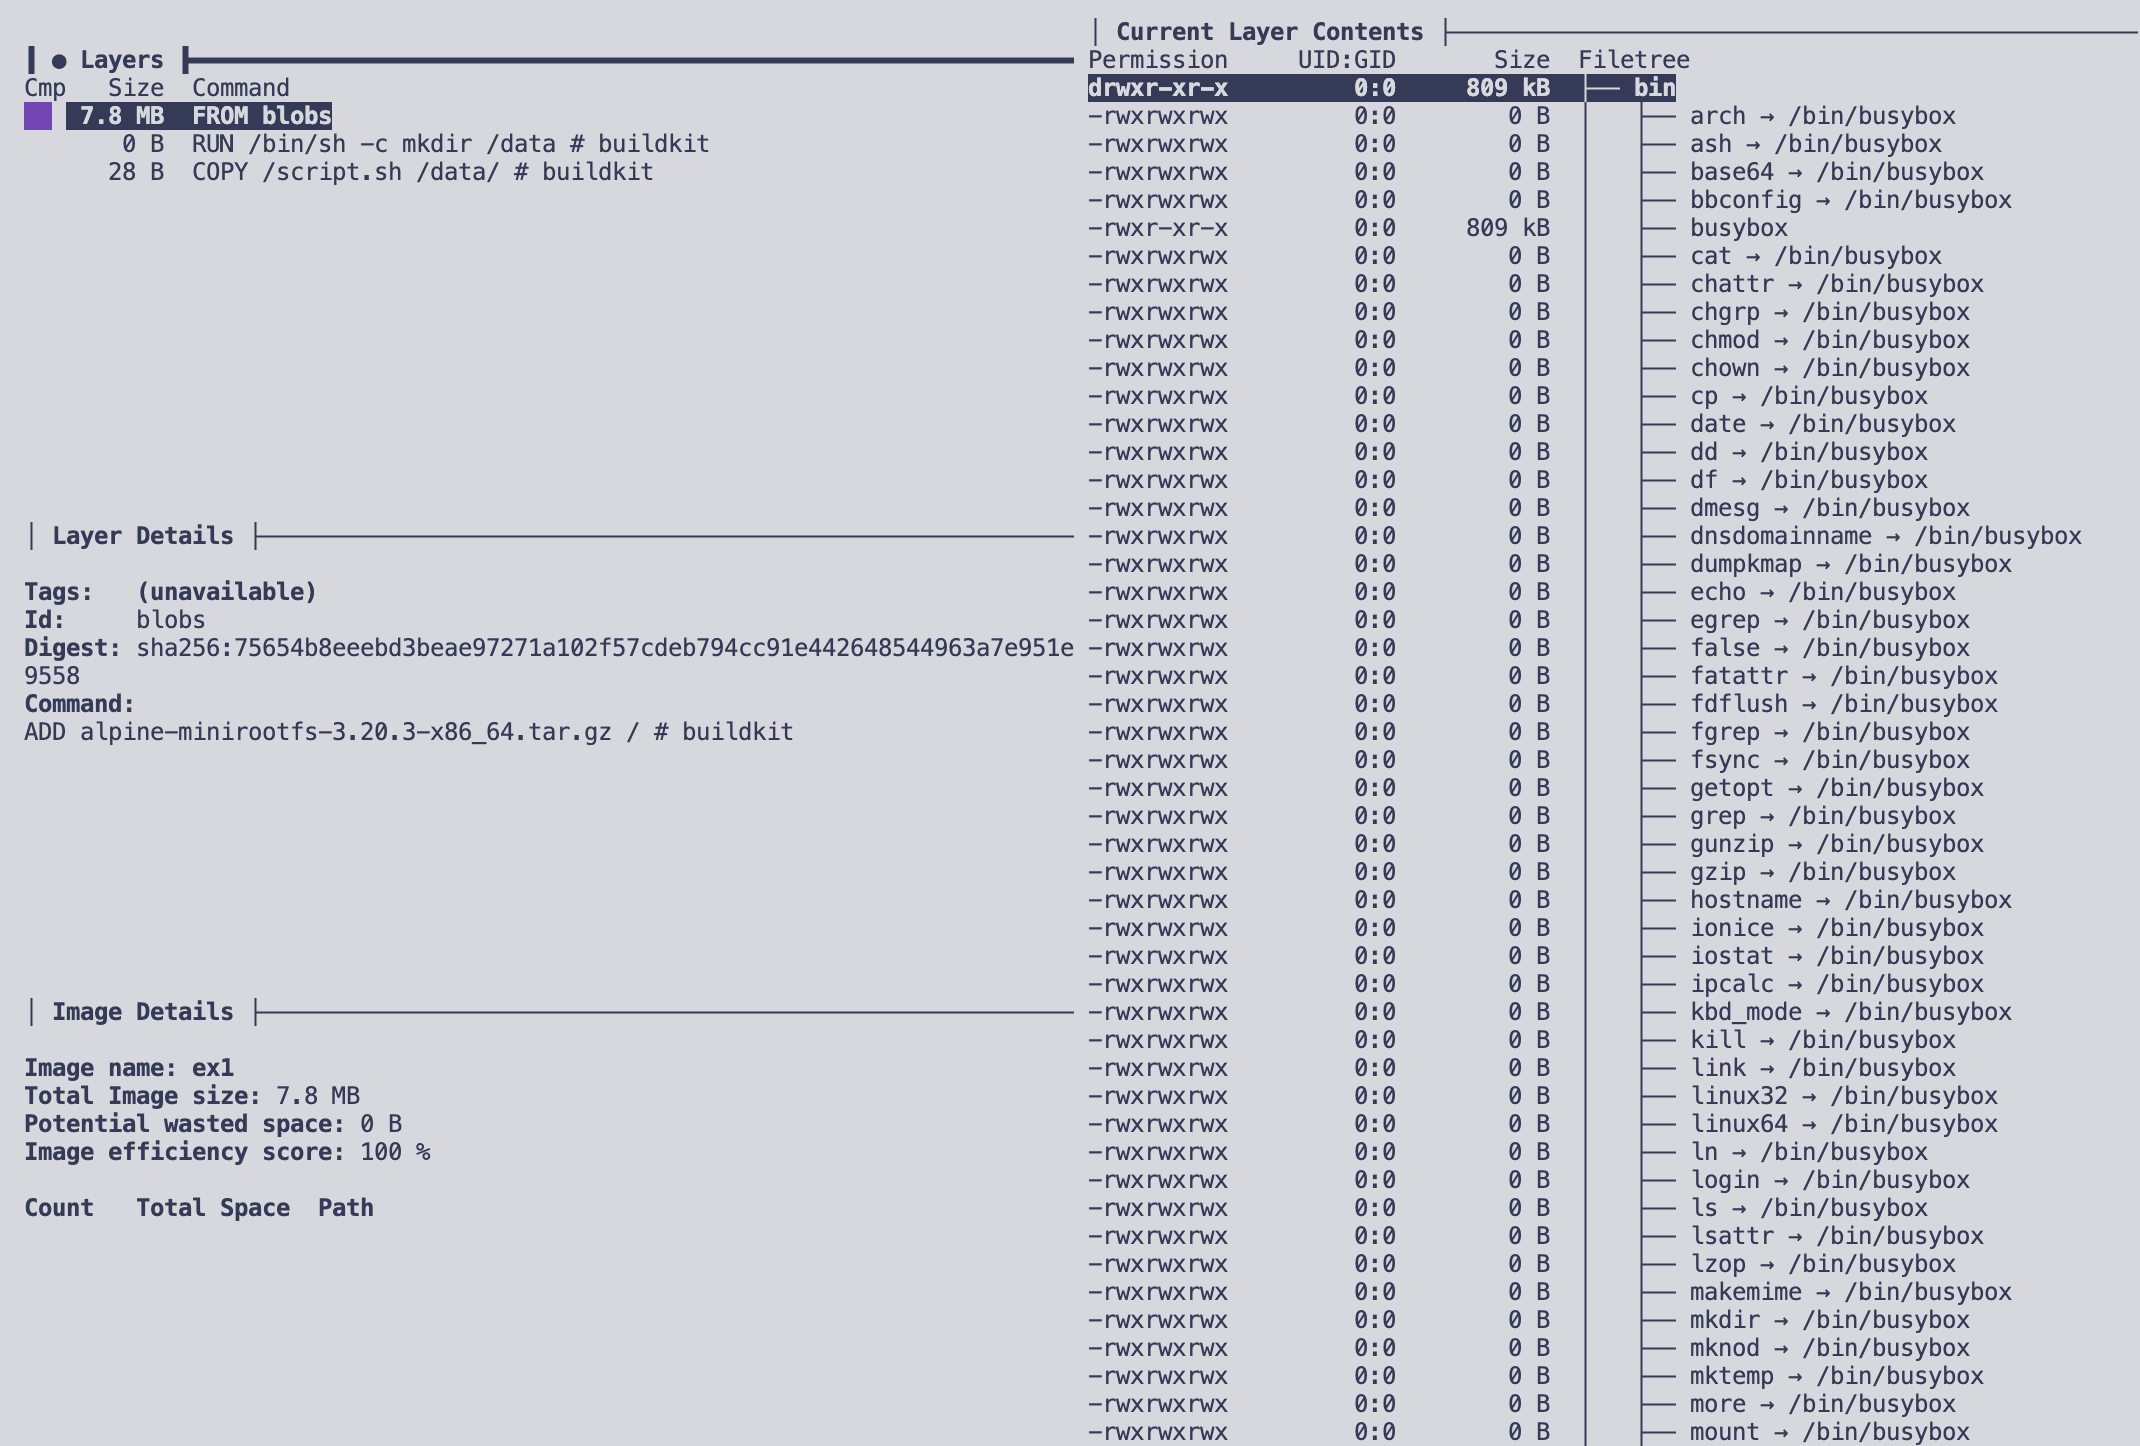 ● Layers
Cmp Size Command
7.8 MB FROM blobs
0 B RUN /bin/sh -c mkdir /data # buildkit
28 B COPY /script.sh /data/ # buildkit
Layer Details
Tags: (unavailable)
Id: blobs
Digest: sha256:75654b8eeebd3beae97271a102f57cdeb794cc91e442648544963a7e951e
9558
Command:
ADD alpine-minirootfs-3.20.3-x86_64.tar.gz / # buildkit
Image Details
Image name: ex1
Total Image size: 7.8 MB
Potential wasted space: 0 B
Image efficiency score: 100 %
Count Total Space Path
Current Layer Contents
Permission UID:GID Size Filetree
drwxr-xr-x 0:0 809 kB ├── bin
-rwxrwxrwx 0:0 0 B │ ├── arch → /bin/busybox
-rwxrwxrwx 0:0 0 B │ ├── ash → /bin/busybox
-rwxrwxrwx 0:0 0 B │ ├── base64 → /bin/busybox
-rwxrwxrwx 0:0 0 B │ ├── bbconfig → /bin/busybox
-rwxr-xr-x 0:0 809 kB │ ├── busybox
-rwxrwxrwx 0:0 0 B │ ├── cat → /bin/busybox
-rwxrwxrwx 0:0 0 B │ ├── chattr → /bin/busybox
-rwxrwxrwx 0:0 0 B │ ├── chgrp → /bin/busybox
-rwxrwxrwx 0:0 0 B │ ├── chmod → /bin/busybox
-rwxrwxrwx 0:0 0 B │ ├── chown → /bin/busybox
-rwxrwxrwx 0:0 0 B │ ├── cp → /bin/busybox
-rwxrwxrwx 0:0 0 B │ ├── date → /bin/busybox
-rwxrwxrwx 0:0 0 B │ ├── dd → /bin/busybox
-rwxrwxrwx 0:0 0 B │ ├── df → /bin/busybox
-rwxrwxrwx 0:0 0 B │ ├── dmesg → /bin/busybox
-rwxrwxrwx 0:0 0 B │ ├── dnsdomainname → /bin/busybox
-rwxrwxrwx 0:0 0 B │ ├── dumpkmap → /bin/busybox
-rwxrwxrwx 0:0 0 B │ ├── echo → /bin/busybox
-rwxrwxrwx 0:0 0 B │ ├── egrep → /bin/busybox
-rwxrwxrwx 0:0 0 B │ ├── false → /bin/busybox
-rwxrwxrwx 0:0 0 B │ ├── fatattr → /bin/busybox
-rwxrwxrwx 0:0 0 B │ ├── fdflush → /bin/busybox
-rwxrwxrwx 0:0 0 B │ ├── fgrep → /bin/busybox
-rwxrwxrwx 0:0 0 B │ ├── fsync → /bin/busybox
-rwxrwxrwx 0:0 0 B │ ├── getopt → /bin/busybox
-rwxrwxrwx 0:0 0 B │ ├── grep → /bin/busybox
-rwxrwxrwx 0:0 0 B │ ├── gunzip → /bin/busybox
-rwxrwxrwx 0:0 0 B │ ├── gzip → /bin/busybox
-rwxrwxrwx 0:0 0 B │ ├── hostname → /bin/busybox
-rwxrwxrwx 0:0 0 B │ ├── ionice → /bin/busybox
-rwxrwxrwx 0:0 0 B │ ├── iostat → /bin/busybox
-rwxrwxrwx 0:0 0 B │ ├── ipcalc → /bin/busybox
-rwxrwxrwx 0:0 0 B │ ├── kbd_mode → /bin/busybox
-rwxrwxrwx 0:0 0 B │ ├── kill → /bin/busybox
-rwxrwxrwx 0:0 0 B │ ├── link → /bin/busybox
-rwxrwxrwx 0:0 0 B │ ├── linux32 → /bin/busybox
-rwxrwxrwx 0:0 0 B │ ├── linux64 → /bin/busybox
-rwxrwxrwx 0:0 0 B │ ├── ln → /bin/busybox
-rwxrwxrwx 0:0 0 B │ ├── login → /bin/busybox
-rwxrwxrwx 0:0 0 B │ ├── ls → /bin/busybox
-rwxrwxrwx 0:0 0 B │ ├── lsattr → /bin/busybox
-rwxrwxrwx 0:0 0 B │ ├── lzop → /bin/busybox
-rwxrwxrwx 0:0 0 B │ ├── makemime → /bin/busybox
-rwxrwxrwx 0:0 0 B │ ├── mkdir → /bin/busybox
-rwxrwxrwx 0:0 0 B │ ├── mknod → /bin/busybox
-rwxrwxrwx 0:0 0 B │ ├── mktemp → /bin/busybox
-rwxrwxrwx 0:0 0 B │ ├── more → /bin/busybox
-rwxrwxrwx 0:0 0 B │ ├── mount → /bin/busybox